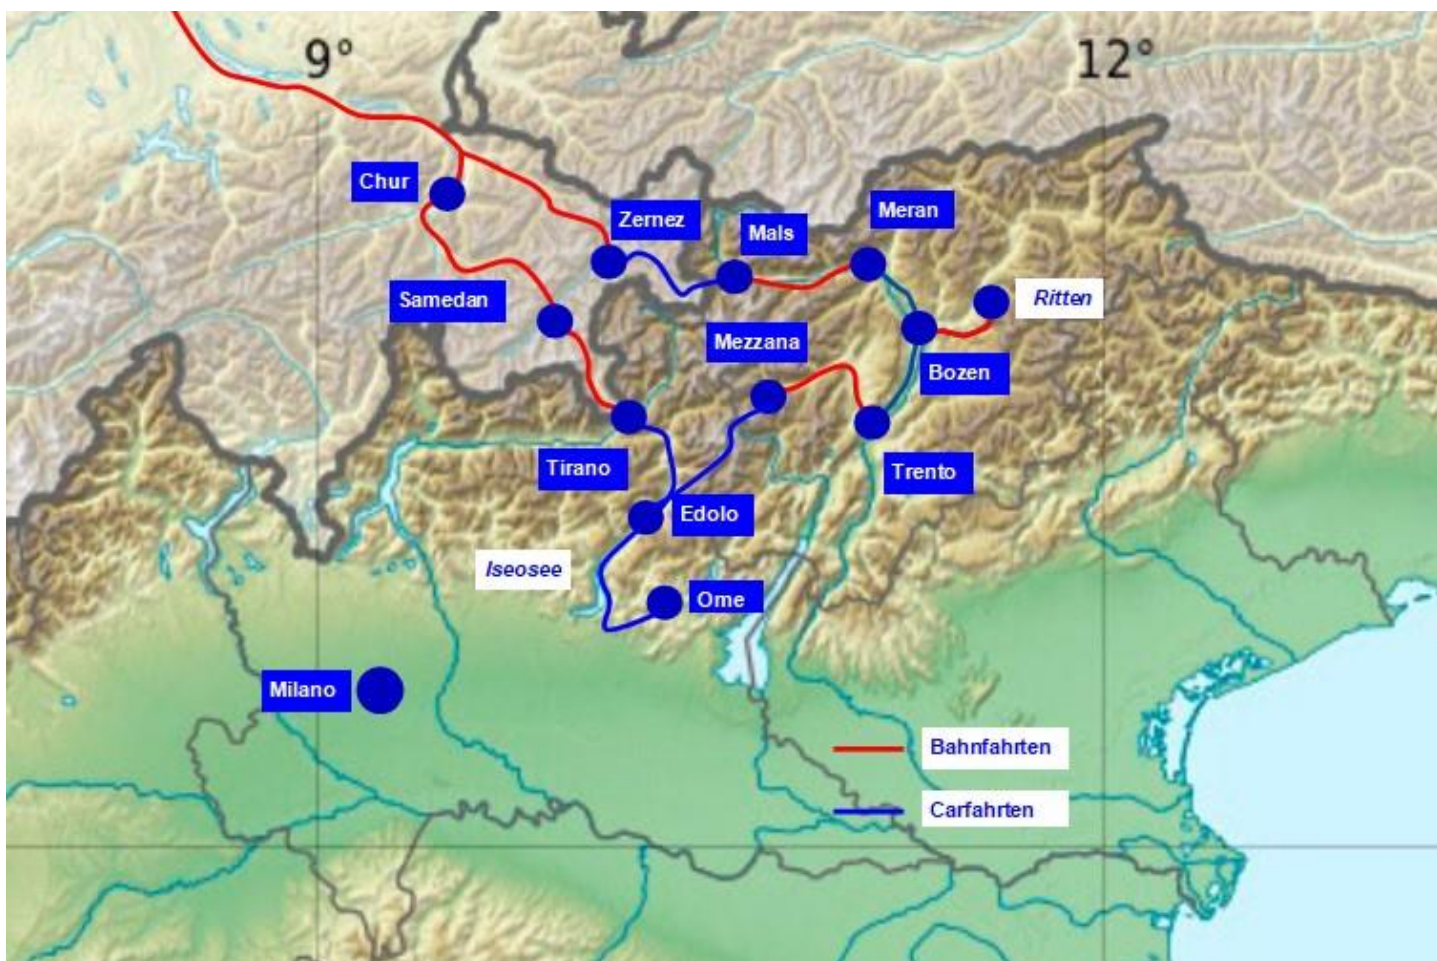 9°
12°
Chur
Zernez
Mals
Meran
Samedan
Ritten
Mezzana
Bozen
Tirano
Trento
Edolo
Iseosee
Ome
Milano
Bahnfahrten
Carfahrten